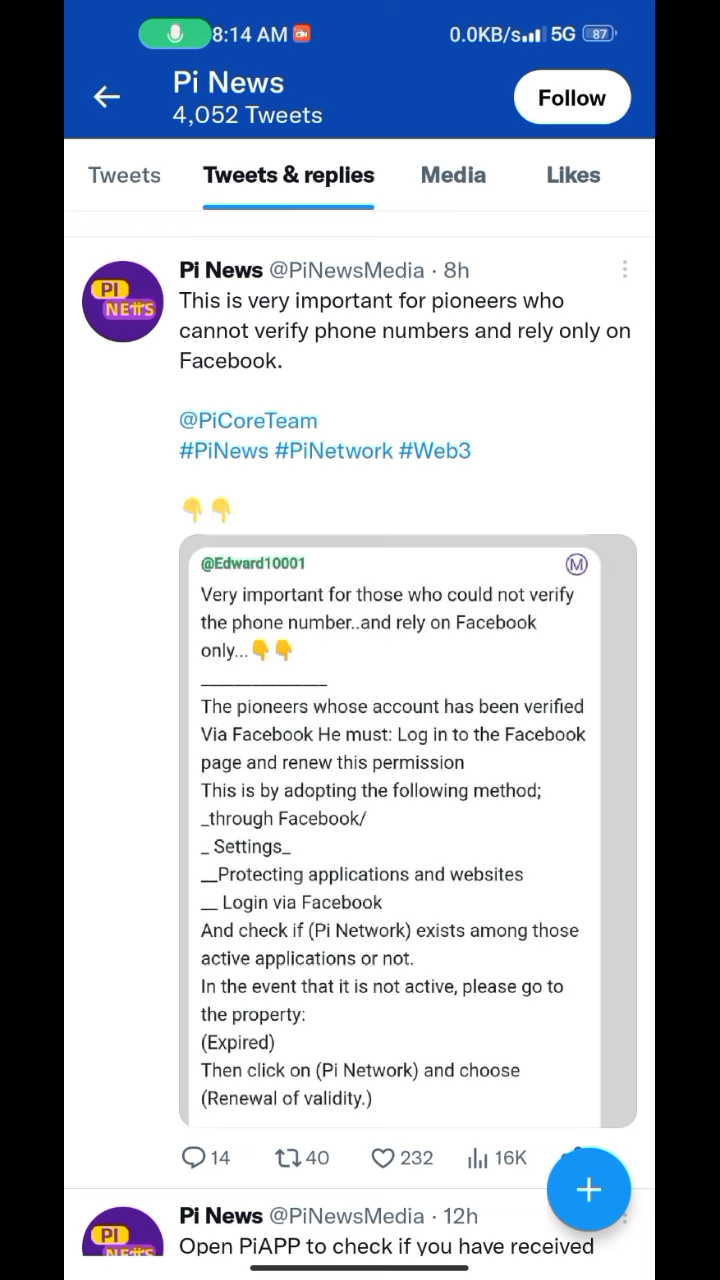 8:14 AM
0.0KB/s 5G 87
Pi News
4,052 Tweets
Follow
Tweets
Tweets & replies
Media
Likes
Pi News @PiNewsMedia · 8h
This is very important for pioneers who
cannot verify phone numbers and rely only on
Facebook.
@PiCoreTeam
#PiNews #PiNetwork #Web3
👇👇
PI
NEWS
@Edward10001
M
Very important for those who could not verify
the phone number..and rely on Facebook
only...👇👇
______________
The pioneers whose account has been verified
Via Facebook He must: Log in to the Facebook
page and renew this permission
This is by adopting the following method;
_through Facebook/
_ Settings_
__Protecting applications and websites
__ Login via Facebook
And check if (Pi Network) exists among those
active applications or not.
In the event that it is not active, please go to
the property:
(Expired)
Then click on (Pi Network) and choose
(Renewal of validity.)
14
40
232
16K
+
Pi News @PiNewsMedia · 12h
Open PiAPP to check if you have received
PI
NEWS